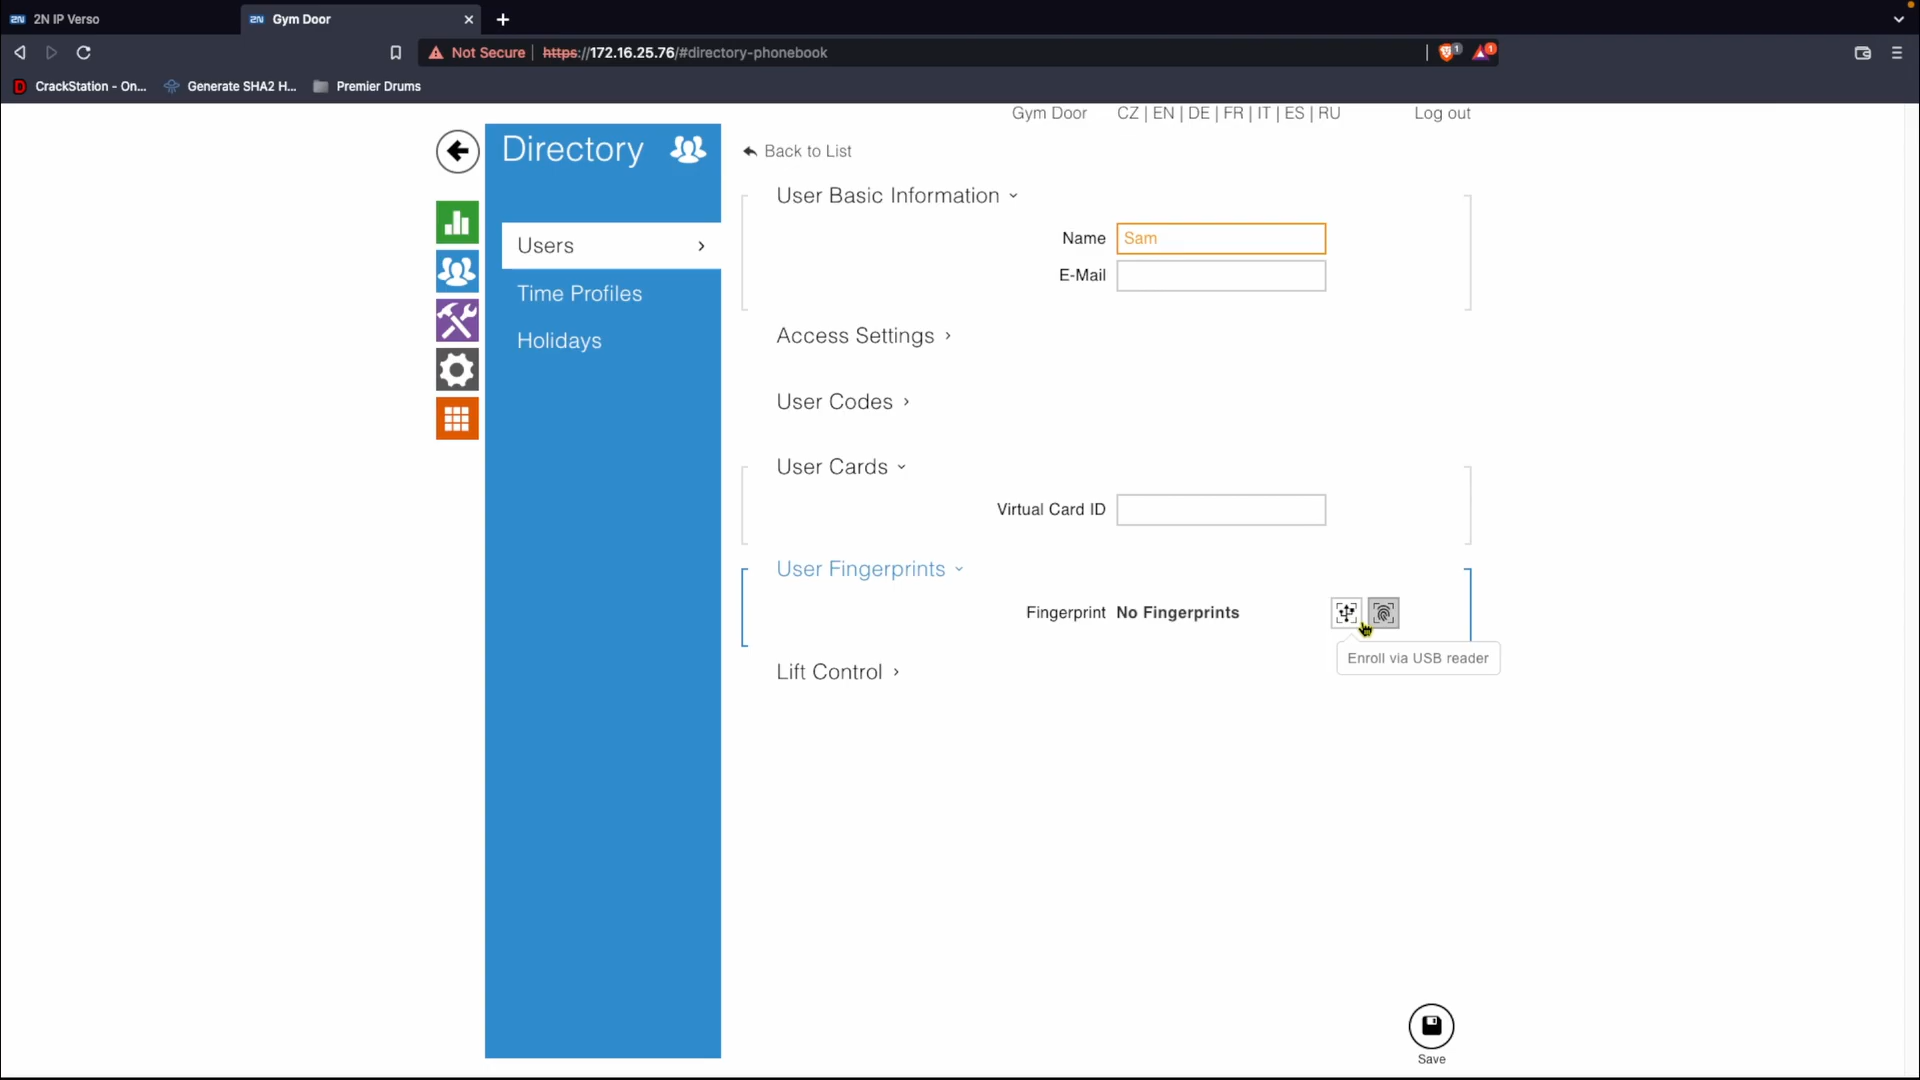 2N IP Verso
2N Gym Door
Not Secure https://172.16.25.76/#directory-phonebook
1
1
CrackStation - On... Generate SHA2 H... Premier Drums
Gym Door CZ | EN | DE | FR | IT | ES | RU Log out
Directory
Users
Time Profiles
Holidays
Back to List
User Basic Information
Name Sam
E-Mail
Access Settings
User Codes
User Cards
Virtual Card ID
User Fingerprints
Fingerprint No Fingerprints
Enroll via USB reader
Lift Control
Save